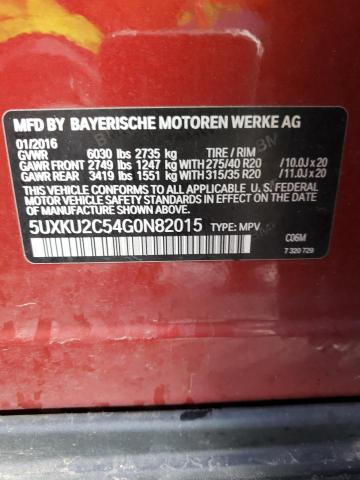 MFD BY BAYERISCHE MOTOREN WERKE AG
01/2016
GVWR 6030 lbs 2735 kg TIRE / RIM
GAWR FRONT 2749 lbs 1247 kg WITH 275/40 R20 /10.0J x 20
GAWR REAR 3419 lbs 1551 kg WITH 315/35 R20 /11.0J x 20
THIS VEHICLE CONFORMS TO ALL APPLICABLE U. S. FEDERAL
MOTOR VEHICLE SAFETY STANDARDS IN EFFECT ON THE
DATE OF MANUFACTURE SHOWN ABOVE.
5UXKU2C54G0N82015 TYPE: MPV C06M
7 320 729